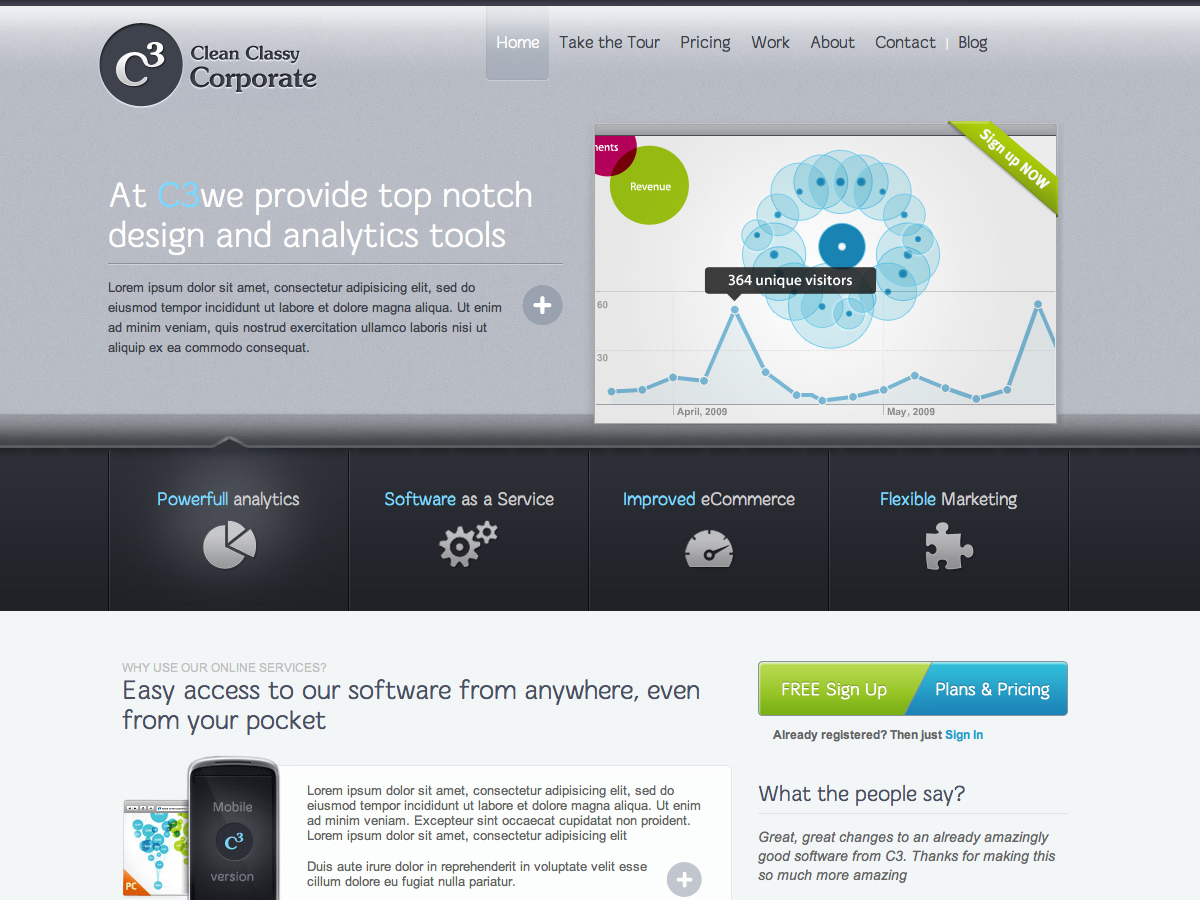 C3
Clean Classy
Corporate
Home
Take the Tour
Pricing
Work
About
Contact
Blog
At C3we provide top notch
design and analytics tools
Lorem ipsum dolor sit amet, consectetur adipisicing elit, sed do
eiusmod tempor incididunt ut labore et dolore magna aliqua. Ut enim
ad minim veniam, quis nostrud exercitation ullamco laboris nisi ut
aliquip ex ea commodo consequat.
nents
Revenue
Sign up NOW
364 unique visitors
60
30
April, 2009
May, 2009
Powerfull analytics
Software as a Service
Improved eCommerce
Flexible Marketing
WHY USE OUR ONLINE SERVICES?
Easy access to our software from anywhere, even
from your pocket
Mobile
C3
version
PC
Lorem ipsum dolor sit amet, consectetur adipisicing elit, sed do
eiusmod tempor incididunt ut labore et dolore magna aliqua. Ut enim
ad minim veniam. Excepteur sint occaecat cupidatat non proident.
Lorem ipsum dolor sit amet, consectetur adipisicing elit
Duis aute irure dolor in reprehenderit in voluptate velit esse
cillum dolore eu fugiat nulla pariatur.
FREE Sign Up
Plans & Pricing
Already registered? Then just Sign In
What the people say?
Great, great changes to an already amazingly
good software from C3. Thanks for making this
so much more amazing